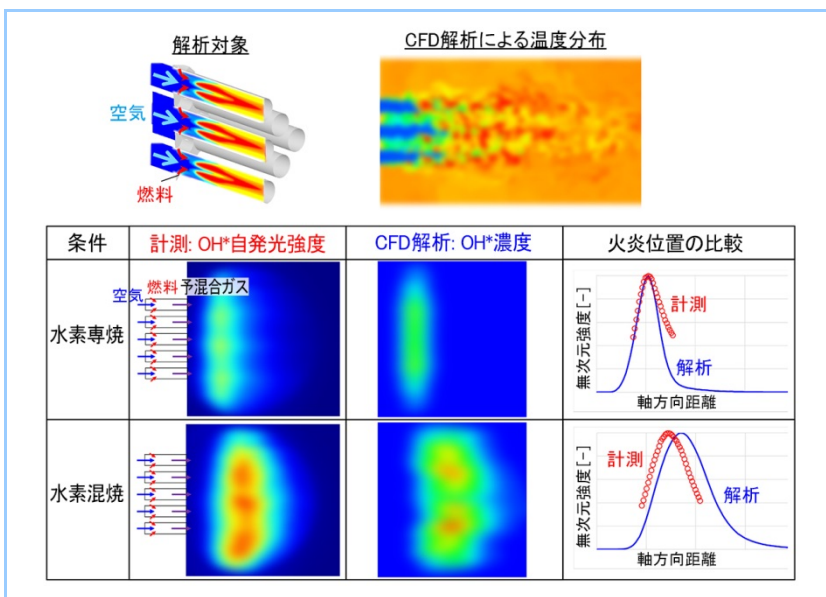 解析対象
CFD解析による温度分布
空気
燃料
条件
計測: OH*自発光強度
CFD解析: OH*濃度
火炎位置の比較
水素専焼
空気
燃料
予混合ガス
無次元強度[-]
計測
解析
軸方向距離
水素混焼
無次元強度[-]
計測
解析
軸方向距離